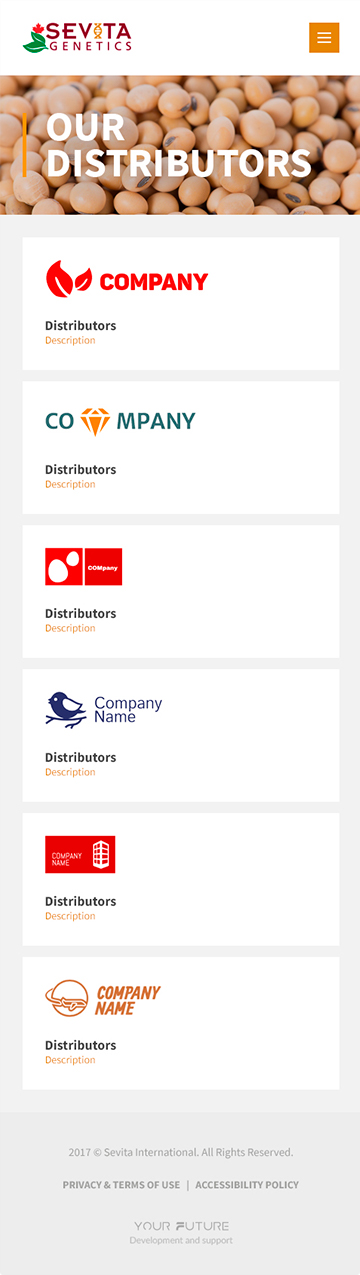 SEVITA
GENETICS
OUR
DISTRIBUTORS
COMPANY
Distributors
Description
CO MPANY
Distributors
Description
COMpany
Distributors
Description
Company
Name
Distributors
Description
COMPANY
NAME
Distributors
Description
COMPANY
NAME
Distributors
Description
2017 © Sevita International. All Rights Reserved.
PRIVACY & TERMS OF USE | ACCESSIBILITY POLICY
YOUR FUTURE
Development and support